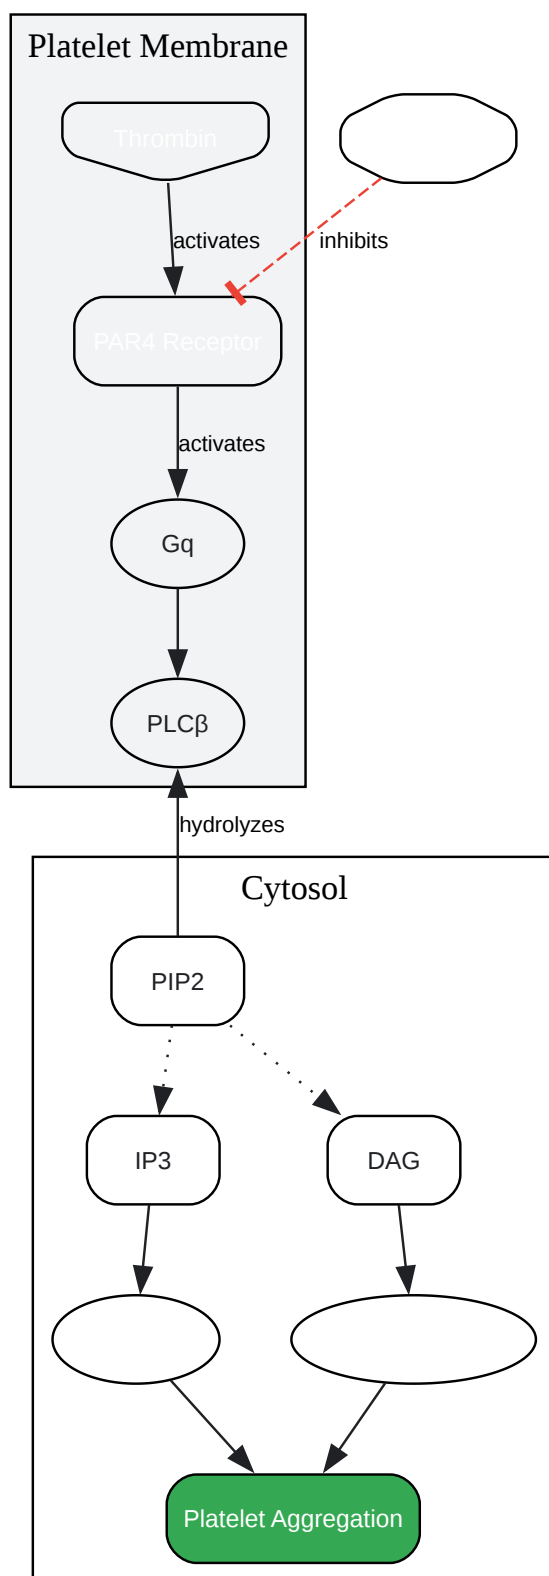 Platelet Membrane
Thrombin
activates
inhibits
PAR4 Receptor
activates
Gq
PLCβ
hydrolyzes
Cytosol
PIP2
IP3
DAG
Platelet Aggregation